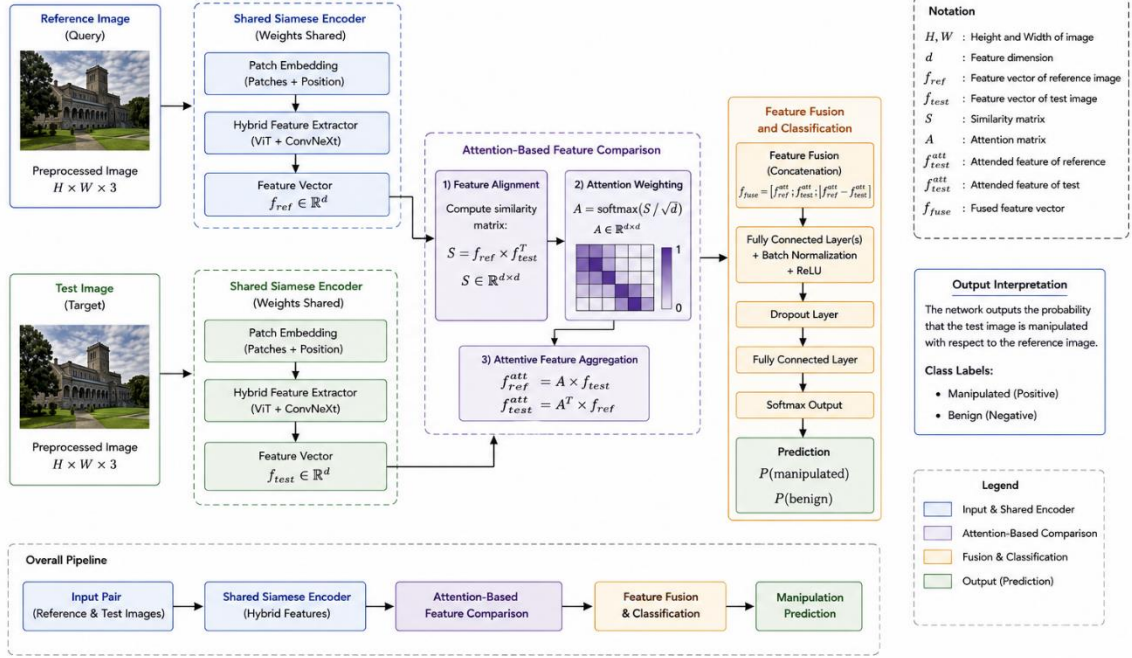 Reference Image
(Query)
Preprocessed Image
H × W × 3
Shared Siamese Encoder
(Weights Shared)
Patch Embedding
(Patches + Position)
Hybrid Feature Extractor
(ViT + ConvNeXt)
Feature Vector
f_ref ∈ ℝ^d
Test Image
(Target)
Preprocessed Image
H × W × 3
Shared Siamese Encoder
(Weights Shared)
Patch Embedding
(Patches + Position)
Hybrid Feature Extractor
(ViT + ConvNeXt)
Feature Vector
f_test ∈ ℝ^d
Attention-Based Feature Comparison
1) Feature Alignment
Compute similarity
matrix:
S = f_ref × f_test^T
S ∈ ℝ^{d×d}
2) Attention Weighting
A = softmax(S/√d)
A ∈ ℝ^{d×d}
1
0
3) Attentive Feature Aggregation
f_ref^att = A × f_test
f_test^att = A^T × f_ref
Feature Fusion
and Classification
Feature Fusion
(Concatenation)
f_fuse = [f_ref^att; f_test^att; |f_ref^att − f_test^att]
Fully Connected Layer(s)
+ Batch Normalization
+ ReLU
Dropout Layer
Fully Connected Layer
Softmax Output
Prediction
P(manipulated)
P(benign)
Notation
H, W : Height and Width of image
d : Feature dimension
f_ref : Feature vector of reference image
f_test : Feature vector of test image
S : Similarity matrix
A : Attention matrix
f_test^att : Attended feature of reference
f_test^att : Attended feature of test
f_fuse : Fused feature vector
Output Interpretation
The network outputs the probability
that the test image is manipulated
with respect to the reference image.
Class Labels:
• Manipulated (Positive)
• Benign (Negative)
Legend
Input & Shared Encoder
Attention-Based Comparison
Fusion & Classification
Output (Prediction)
Overall Pipeline
Input Pair
(Reference & Test Images)
Shared Siamese Encoder
(Hybrid Features)
Attention-Based
Feature Comparison
Feature Fusion
& Classification
Manipulation
Prediction